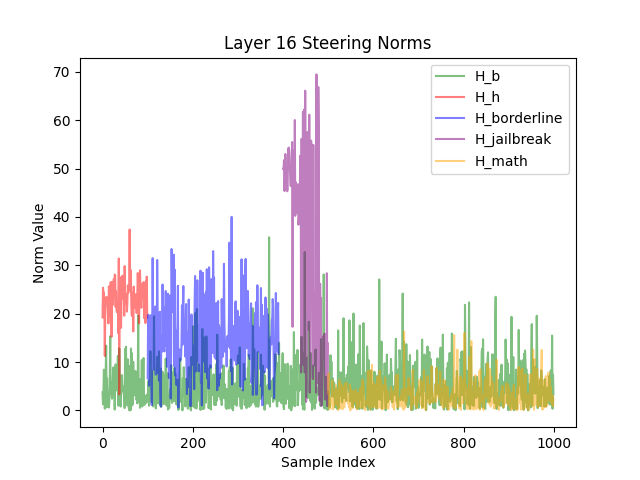 Layer 16 Steering Norms
Norm Value
70
60
50
40
30
20
10
0
H_b
H_h
H_borderline
H_jailbreak
H_math
0 200 400 600 800 1000
Sample Index